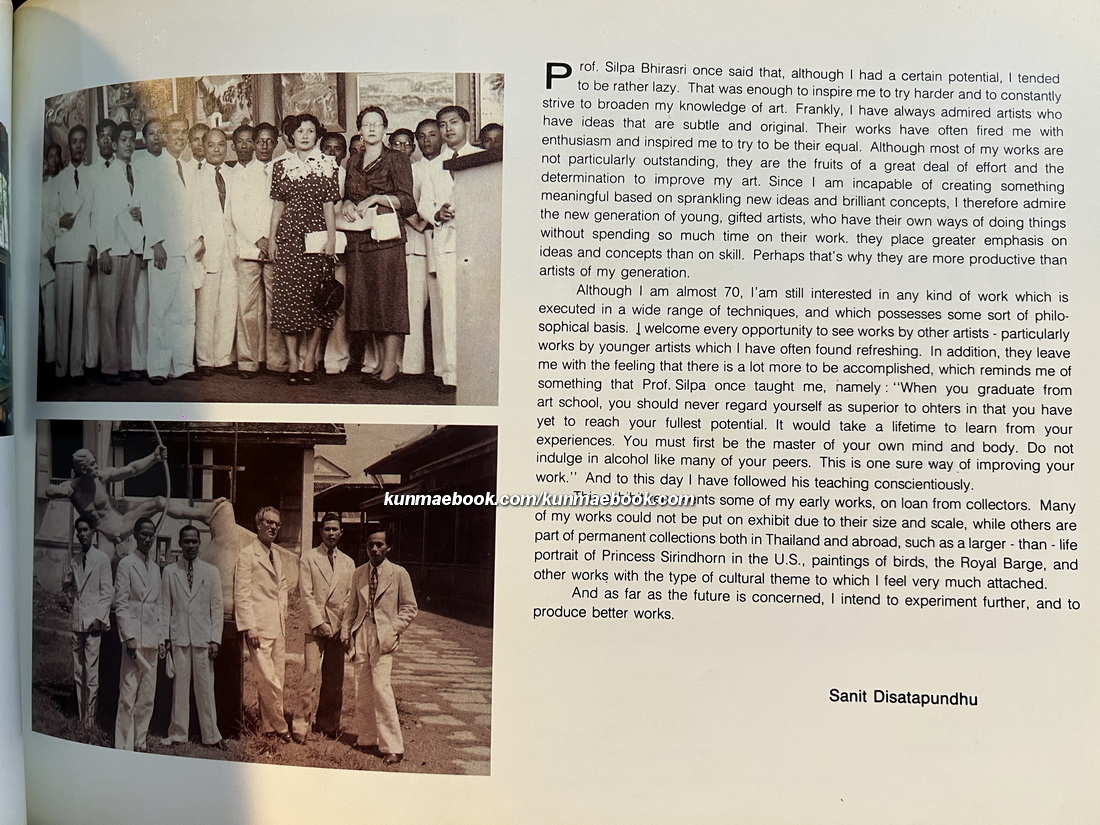 Prof. Silpa Bhirasri once said that, although I had a certain potential, I tended
to be rather lazy. That was enough to inspire me to try harder and to constantly
strive to broaden my knowledge of art. Frankly, I have always admired artists who
have ideas that are subtle and original. Their works have often fired me with
enthusiasm and inspired me to try to be their equal. Although most of my works are
not particularly outstanding, they are the fruits of a great deal of effort and the
determination to improve my art. Since I am incapable of creating something
meaningful based on sprankling new ideas and brilliant concepts, I therefore admire
the new generation of young, gifted artists, who have their own ways of doing things
without spending so much time on their work. they place greater emphasis on
ideas and concepts than on skill. Perhaps that's why they are more productive than
artists of my generation.
Although I am almost 70, I'am still interested in any kind of work which is
executed in a wide range of techniques, and which possesses some sort of philo-
sophical basis. I welcome every opportunity to see works by other artists - particularly
works by younger artists which I have often found refreshing. In addition, they leave
me with the feeling that there is a lot more to be accomplished, which reminds me of
something that Prof. Silpa once taught me, namely : "When you graduate from
art school, you should never regard yourself as superior to ohters in that you have
yet to reach your fullest potential. It would take a lifetime to learn from your
experiences. You must first be the master of your own mind and body. Do not
indulge in alcohol like many of your peers. This is one sure way of improving your
work." And to this day I have followed his teaching conscientiously.
kunmaebook.com/kunmaebook.com
some of my early works, on loan from collectors. Many
of my works could not be put on exhibit due to their size and scale, while others are
part of permanent collections both in Thailand and abroad, such as a larger - than - life
portrait of Princess Sirindhorn in the U.S., paintings of birds, the Royal Barge, and
other works with the type of cultural theme to which I feel very much attached.
And as far as the future is concerned, I intend to experiment further, and to
produce better works.
Sanit Disatapundhu